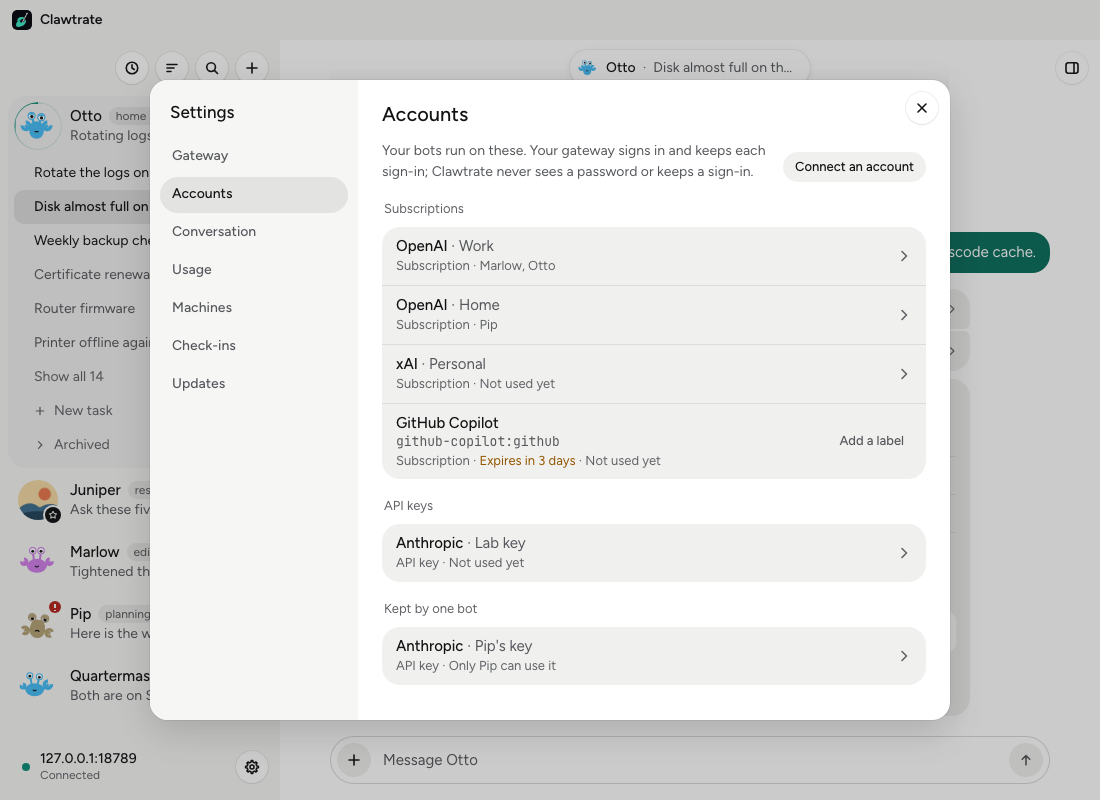 Clawtrate
Otto · Disk almost full on th...
Otto home
Rotating logs
Rotate the logs on
Disk almost full on
Weekly backup che
Certificate renewa
Router firmware
Printer offline agai
Show all 14
New task
Archived
Juniper res
Ask these fiv
Marlow edi
Tightened th
Pip planning
Here is the w
Quartermas
Both are on S
127.0.0.1:18789
Connected
Settings
Gateway
Accounts
Conversation
Usage
Machines
Check-ins
Updates
Accounts
Your bots run on these. Your gateway signs in and keeps each
sign-in; Clawtrate never sees a password or keeps a sign-in.
Connect an account
Subscriptions
OpenAI · Work
Subscription · Marlow, Otto
OpenAI · Home
Subscription · Pip
xAI · Personal
Subscription · Not used yet
GitHub Copilot
github-copilot:github
Subscription · Expires in 3 days · Not used yet
Add a label
API keys
Anthropic · Lab key
API key · Not used yet
Kept by one bot
Anthropic · Pip's key
API key · Only Pip can use it
scode cache.
Message Otto